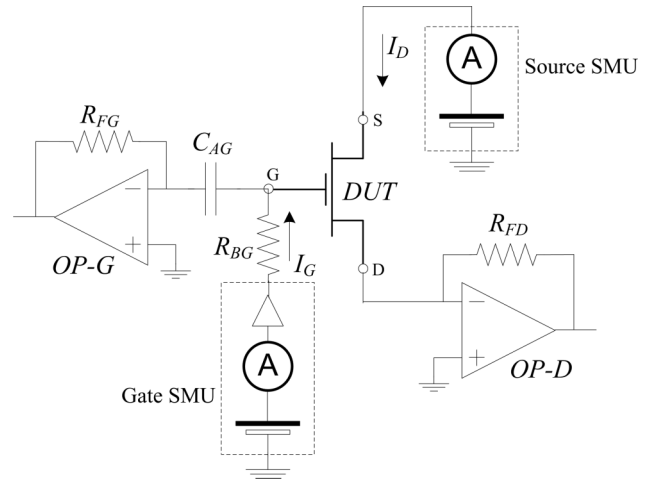 I_D
A
Source SMU
R_FG
C_AG
S
G
DUT
R_BG
I_G
OP-G
D
R_FD
OP-D
A
Gate SMU